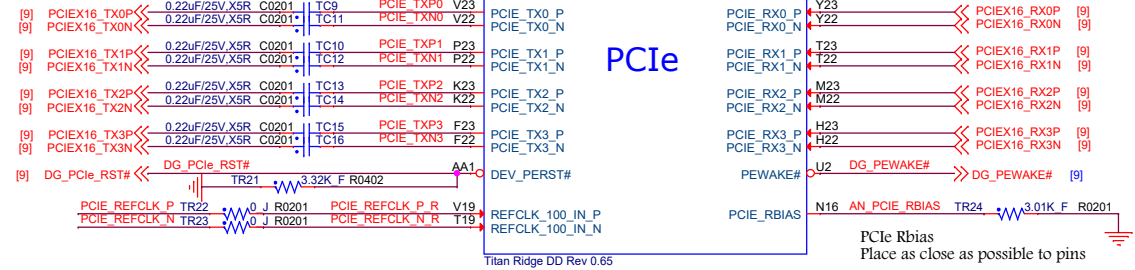 [9] PCIEX16_TX0P 0.22uF/25V,X5R C0201 TC9 PCIE_TXP0 V23 PCIE_TX0_P PCIE_RX0_P Y23 PCIEX16_RX0P [9]
[9] PCIEX16_TX0N 0.22uF/25V,X5R C0201 TC11 PCIE_TXN0 V22 PCIE_TX0_N PCIE_RX0_N Y22 PCIEX16_RX0N [9]
[9] PCIEX16_TX1P 0.22uF/25V,X5R C0201 TC10 PCIE_TXP1 P23 PCIE_TX1_P PCIe PCIE_RX1_P T23 PCIEX16_RX1P [9]
[9] PCIEX16_TX1N 0.22uF/25V,X5R C0201 TC12 PCIE_TXN1 P22 PCIE_TX1_N PCIE_RX1_N T22 PCIEX16_RX1N [9]
[9] PCIEX16_TX2P 0.22uF/25V,X5R C0201 TC13 PCIE_TXP2 K23 PCIE_TX2_P PCIE_RX2_P M23 PCIEX16_RX2P [9]
[9] PCIEX16_TX2N 0.22uF/25V,X5R C0201 TC14 PCIE_TXN2 K22 PCIE_TX2_N PCIE_RX2_N M22 PCIEX16_RX2N [9]
[9] PCIEX16_TX3P 0.22uF/25V,X5R C0201 TC15 PCIE_TXP3 F23 PCIE_TX3_P PCIE_RX3_P H23 PCIEX16_RX3P [9]
[9] PCIEX16_TX3N 0.22uF/25V,X5R C0201 TC16 PCIE_TXN3 F22 PCIE_TX3_N PCIE_RX3_N H22 PCIEX16_RX3N [9]
[9] DG_PCIe_RST# DG_PCIe_RST# AA1 DEV_PERST# PEWAKE# U2 DG_PEWAKE# DG_PEWAKE# [9]
TR21 3.32K_F R0402
PCIE_REFCLK_P TR22 0_J R0201 PCIE_REFCLK_P_R V19 REFCLK_100_IN_P PCIE_RBIAS N16 AN_PCIE_RBIAS TR24 3.01K_F R0201
PCIE_REFCLK_N TR23 0_J R0201 PCIE_REFCLK_N_R T19 REFCLK_100_IN_N
PCIe Rbias
Place as close as possible to pins
Titan Ridge DD Rev 0.65